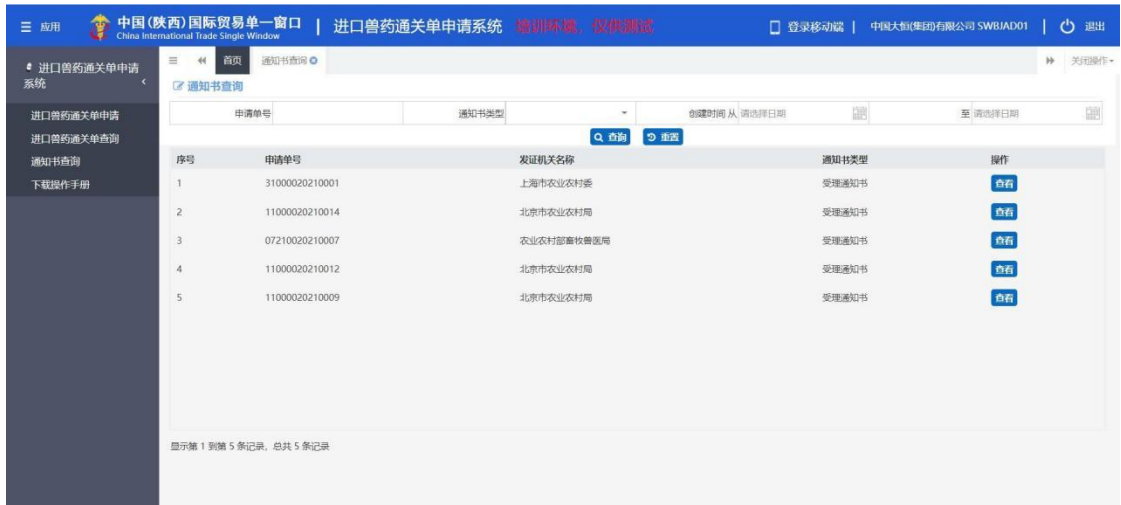 应用
中国(陕西)国际贸易单一窗口 | 进口兽药通关单申请系统 培训环境，仅供测试
China International Trade Single Window
登录移动端 | 中国大恒(集团)有限公司 SWBJAD01 | 退出
进口兽药通关单申请系统
进口兽药通关单申请
进口兽药通关单查询
通知书查询
下载操作手册
首页 通知书查询 关闭操作
通知书查询
申请单号 通知书类型 创建时间 从 请选择日期 至 请选择日期
查询 重置
序号 申请单号 发证机关名称 通知书类型 操作
1 31000020210001 上海市农业农村委 受理通知书 查看
2 11000020210014 北京市农业农村局 受理通知书 查看
3 07210020210007 农业农村部畜牧兽医局 受理通知书 查看
4 11000020210012 北京市农业农村局 受理通知书 查看
5 11000020210009 北京市农业农村局 受理通知书 查看
显示第 1 到第 5 条记录，总共 5 条记录